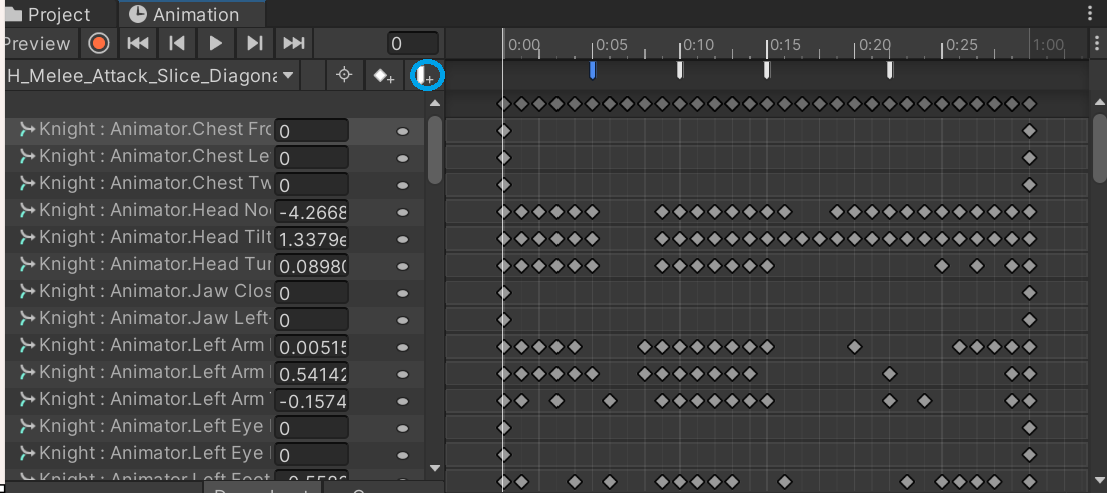 Project Animation
Preview 0 0:00 0:05 0:10 0:15 0:20 0:25 1:00
H_Melee_Attack_Slice_Diagona
Knight : Animator.Chest Fro 0
Knight : Animator.Chest Le 0
Knight : Animator.Chest Tw 0
Knight : Animator.Head No -4.2668
Knight : Animator.Head Tilt 1.3379e
Knight : Animator.Head Tur 0.08980
Knight : Animator.Jaw Clos 0
Knight : Animator.Jaw Left- 0
Knight : Animator.Left Arm 0.00515
Knight : Animator.Left Arm 0.54142
Knight : Animator.Left Arm -0.1574
Knight : Animator.Left Eye 0
Knight : Animator.Left Eye 0
Knight : Animator.Left Foot